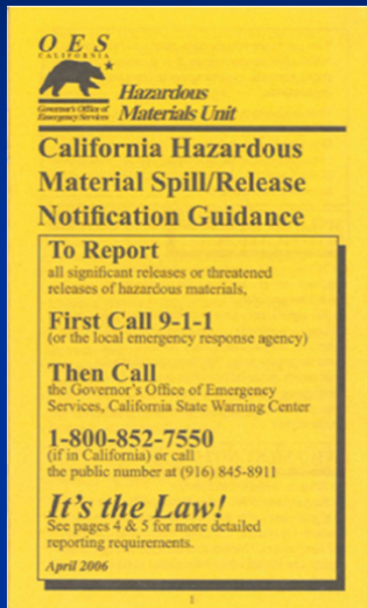 OES
CALIFORNIA
Governor's Office of
Emergency Services
Hazardous
Materials Unit
California Hazardous
Material Spill/Release
Notification Guidance
To Report
all significant releases or threatened
releases of hazardous materials,
First Call 9-1-1
(or the local emergency response agency)
Then Call
the Governor's Office of Emergency
Services, California State Warning Center
1-800-852-7550
(if in California) or call
the public number at (916) 845-8911
It's the Law!
See pages 4 & 5 for more detailed
reporting requirements.
April 2006
1